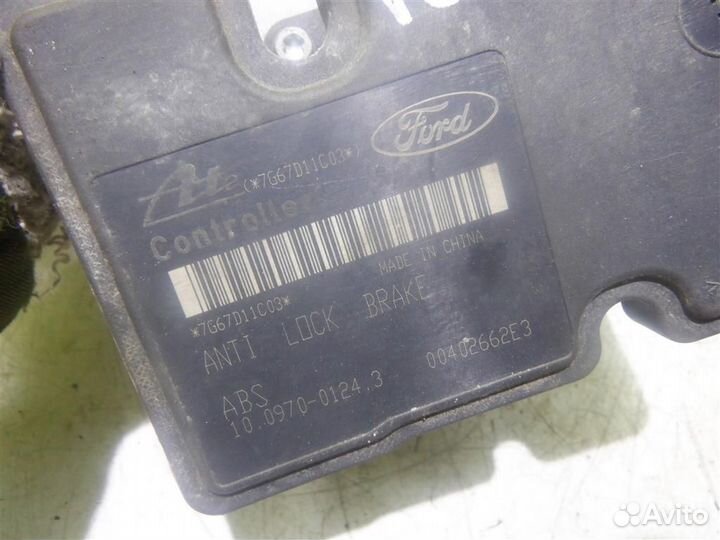 Ford
(*7G67D11C03*)
Ate
Controller
MADE IN CHINA
*7G67D11C03*
ANTI LOCK BRAKE
ABS
10.0970-0124.3 00402662E3
Avito